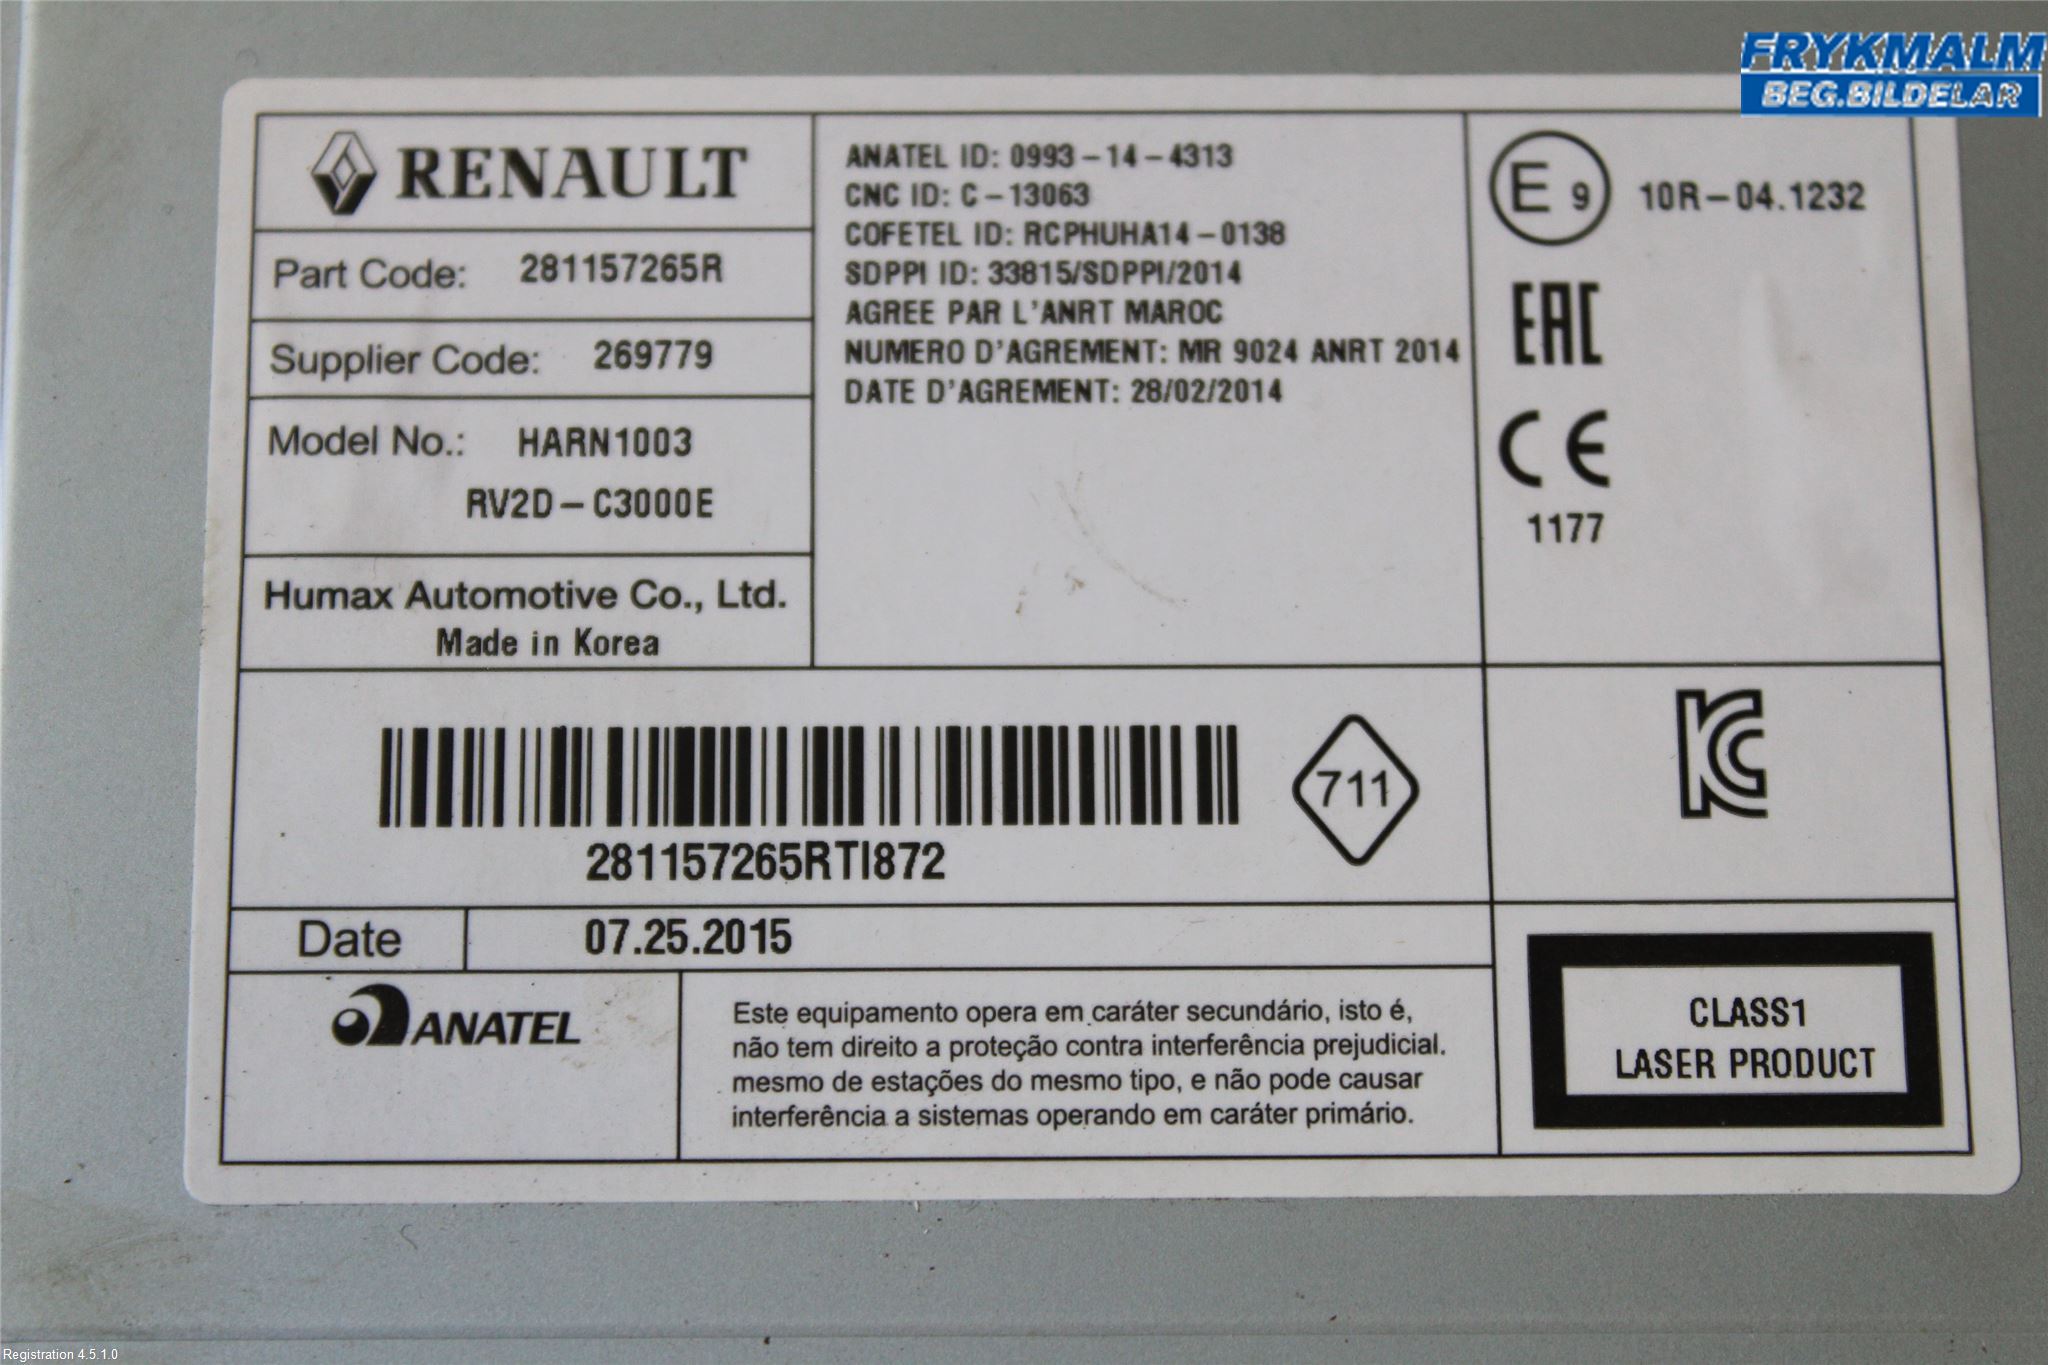 FRYKMALM
BEG.BILDELAR
RENAULT
Part Code: 281157265R
Supplier Code: 269779
Model No.: HARN1003
RV2D-C3000E
Humax Automotive Co., Ltd.
Made in Korea
ANATEL ID: 0993-14-4313
CNC ID: C-13063
COFETEL ID: RCPHUHA14-0138
SDPPI ID: 33815/SDPPI/2014
AGREE PAR L'ANRT MAROC
NUMERO D'AGREMENT: MR 9024 ANRT 2014
DATE D'AGREMENT: 28/02/2014
E9 10R-04.1232
EAC
CE
1177
281157265RTI872
711
KC
Date 07.25.2015
ANATEL
Este equipamento opera em caráter secundário, isto é,
não tem direito a proteção contra interferência prejudicial.
mesmo de estações do mesmo tipo, e não pode causar
interferência a sistemas operando em caráter primário.
CLASS1
LASER PRODUCT
Registration 4.5.1.0